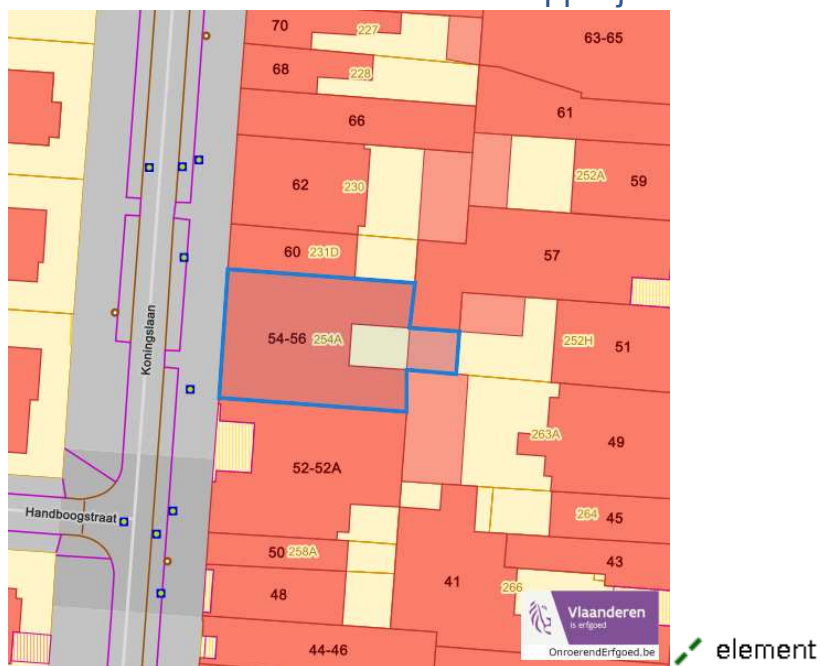 70
227
63-65
68
228
66
61
62
230
252A
59
60
231D
57
54-56
254A
252H
51
Koningslaan
263A
49
52-52A
Handboogstraat
264
45
50
258A
43
48
41
266
44-46
Vlaanderen
is erfgoed
OnroerendErfgoed.be
element